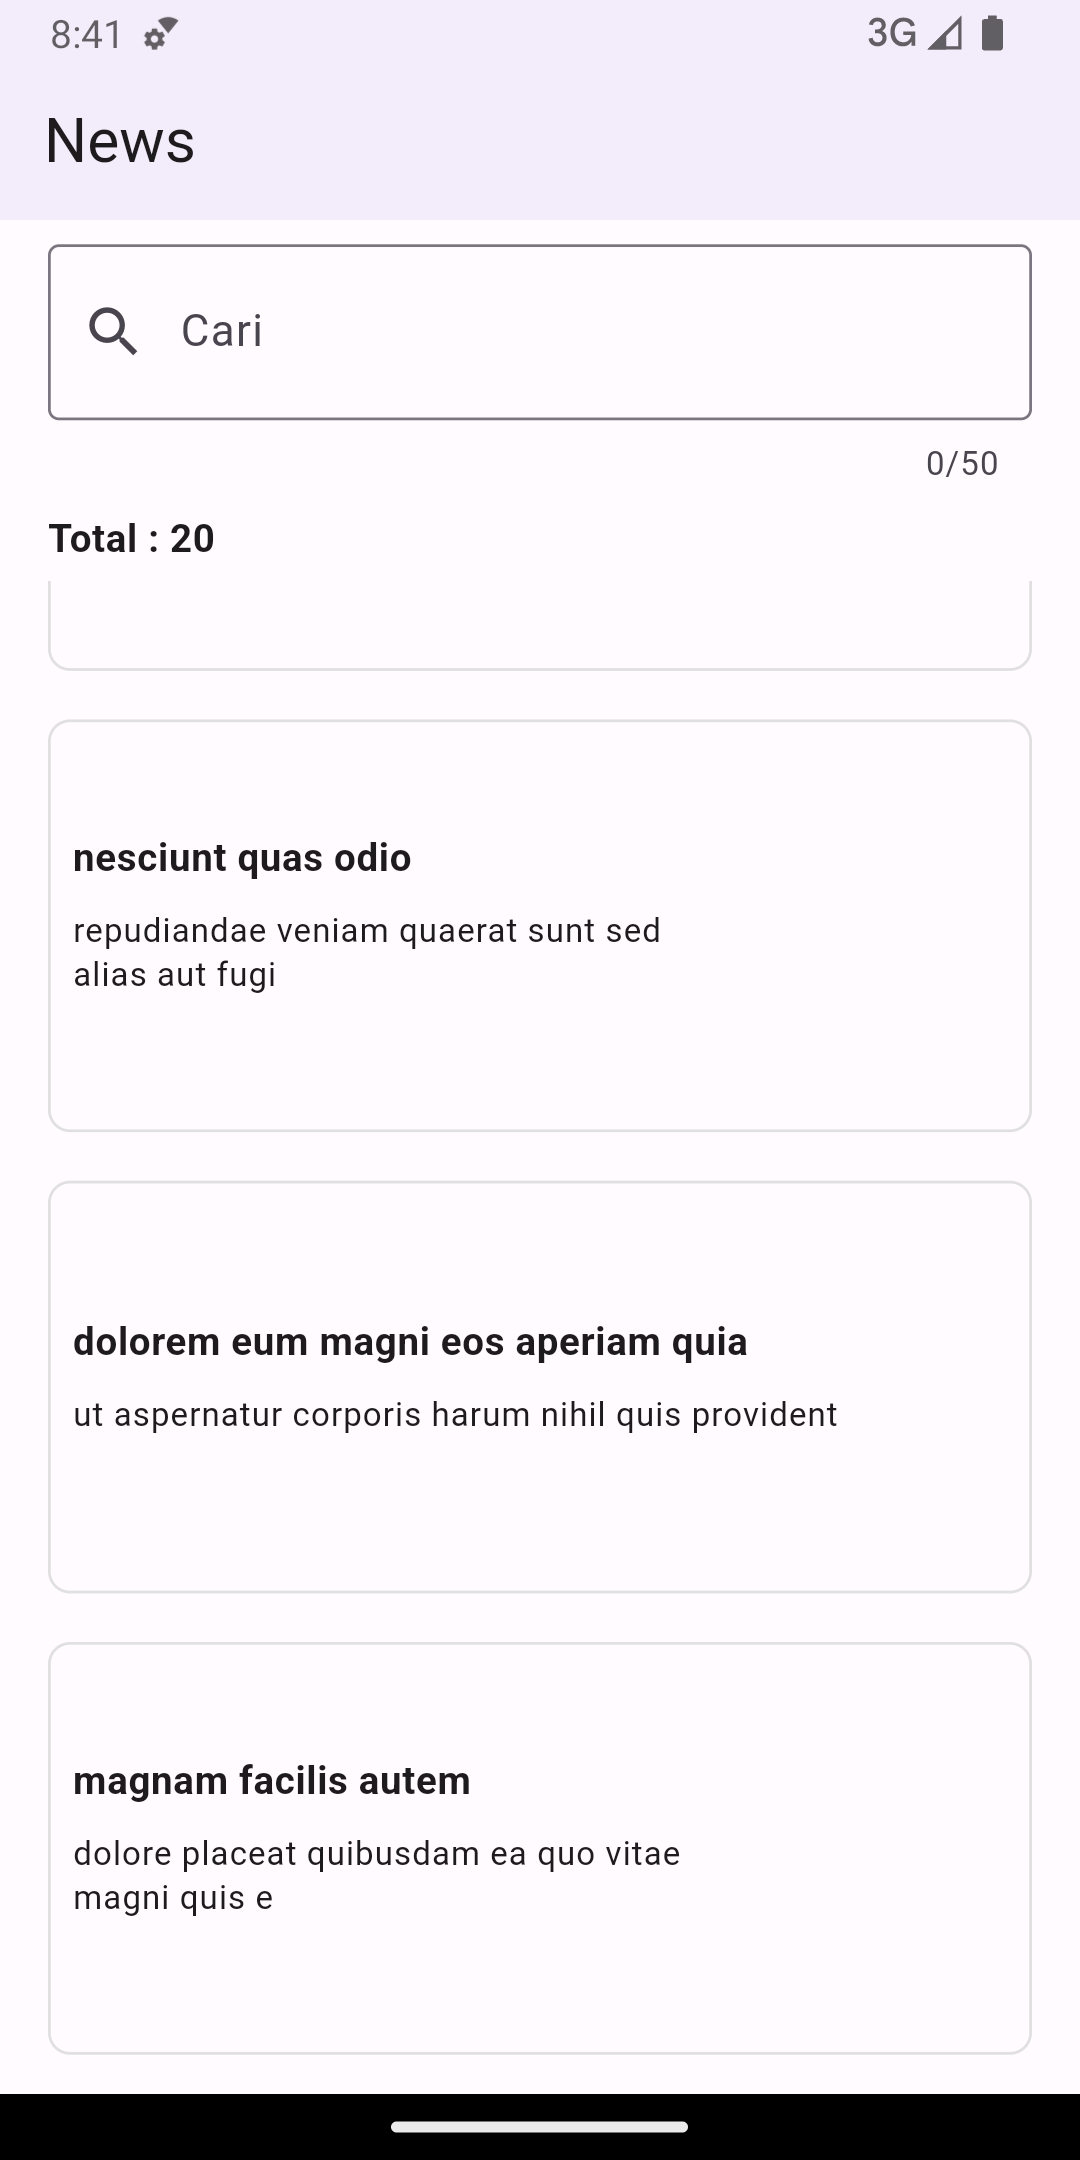 8:41
3G
News
Cari
0/50
Total : 20
nesciunt quas odio
repudiandae veniam quaerat sunt sed
alias aut fugi
dolorem eum magni eos aperiam quia
ut aspernatur corporis harum nihil quis provident
magnam facilis autem
dolore placeat quibusdam ea quo vitae
magni quis e